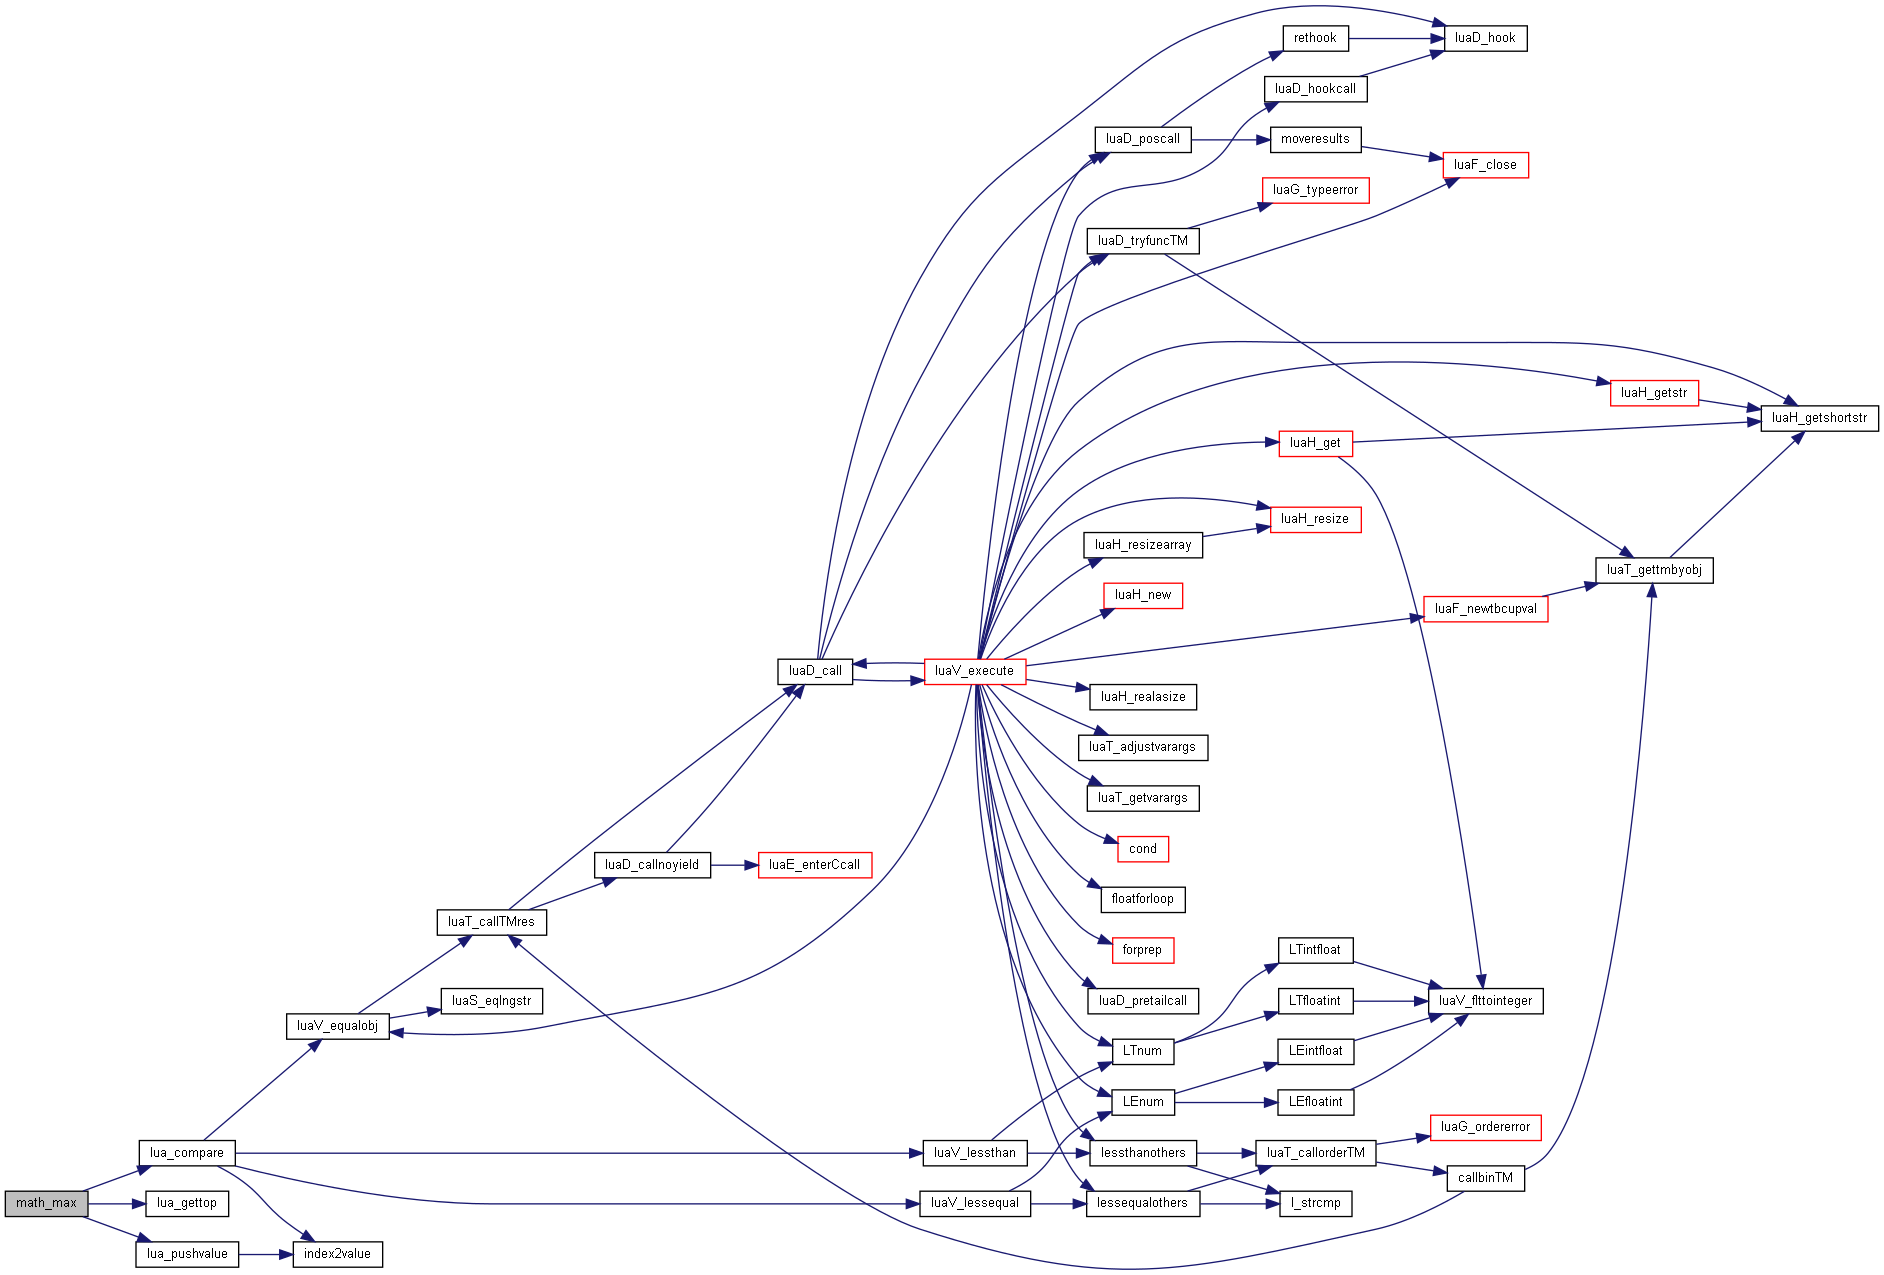 rethook
luaD_hook
luaD_hookcall
luaD_poscall
moveresults
luaF_close
luaG_typeerror
luaD_tryfuncTM
luaH_getstr
luaH_getshortstr
luaH_get
luaH_resize
luaH_resizearray
luaT_gettmbyobj
luaH_new
luaF_newtbcupval
luaD_call
luaV_execute
luaH_realasize
luaT_adjustvarargs
luaT_getvarargs
cond
luaD_callnoyield
luaE_enterCcall
floatforloop
luaT_callTMres
forprep
LTintfloat
luaS_eqlngstr
luaD_pretailcall
LTfloatint
luaV_flttointeger
luaV_equalobj
LTnum
LEintfloat
LEnum
LEfloatint
luaG_ordererror
lua_compare
luaV_lessthan
lessthanothers
luaT_callorderTM
callbinTM
math_max
lua_gettop
luaV_lessequal
lessequalothers
l_strcmp
lua_pushvalue
index2value